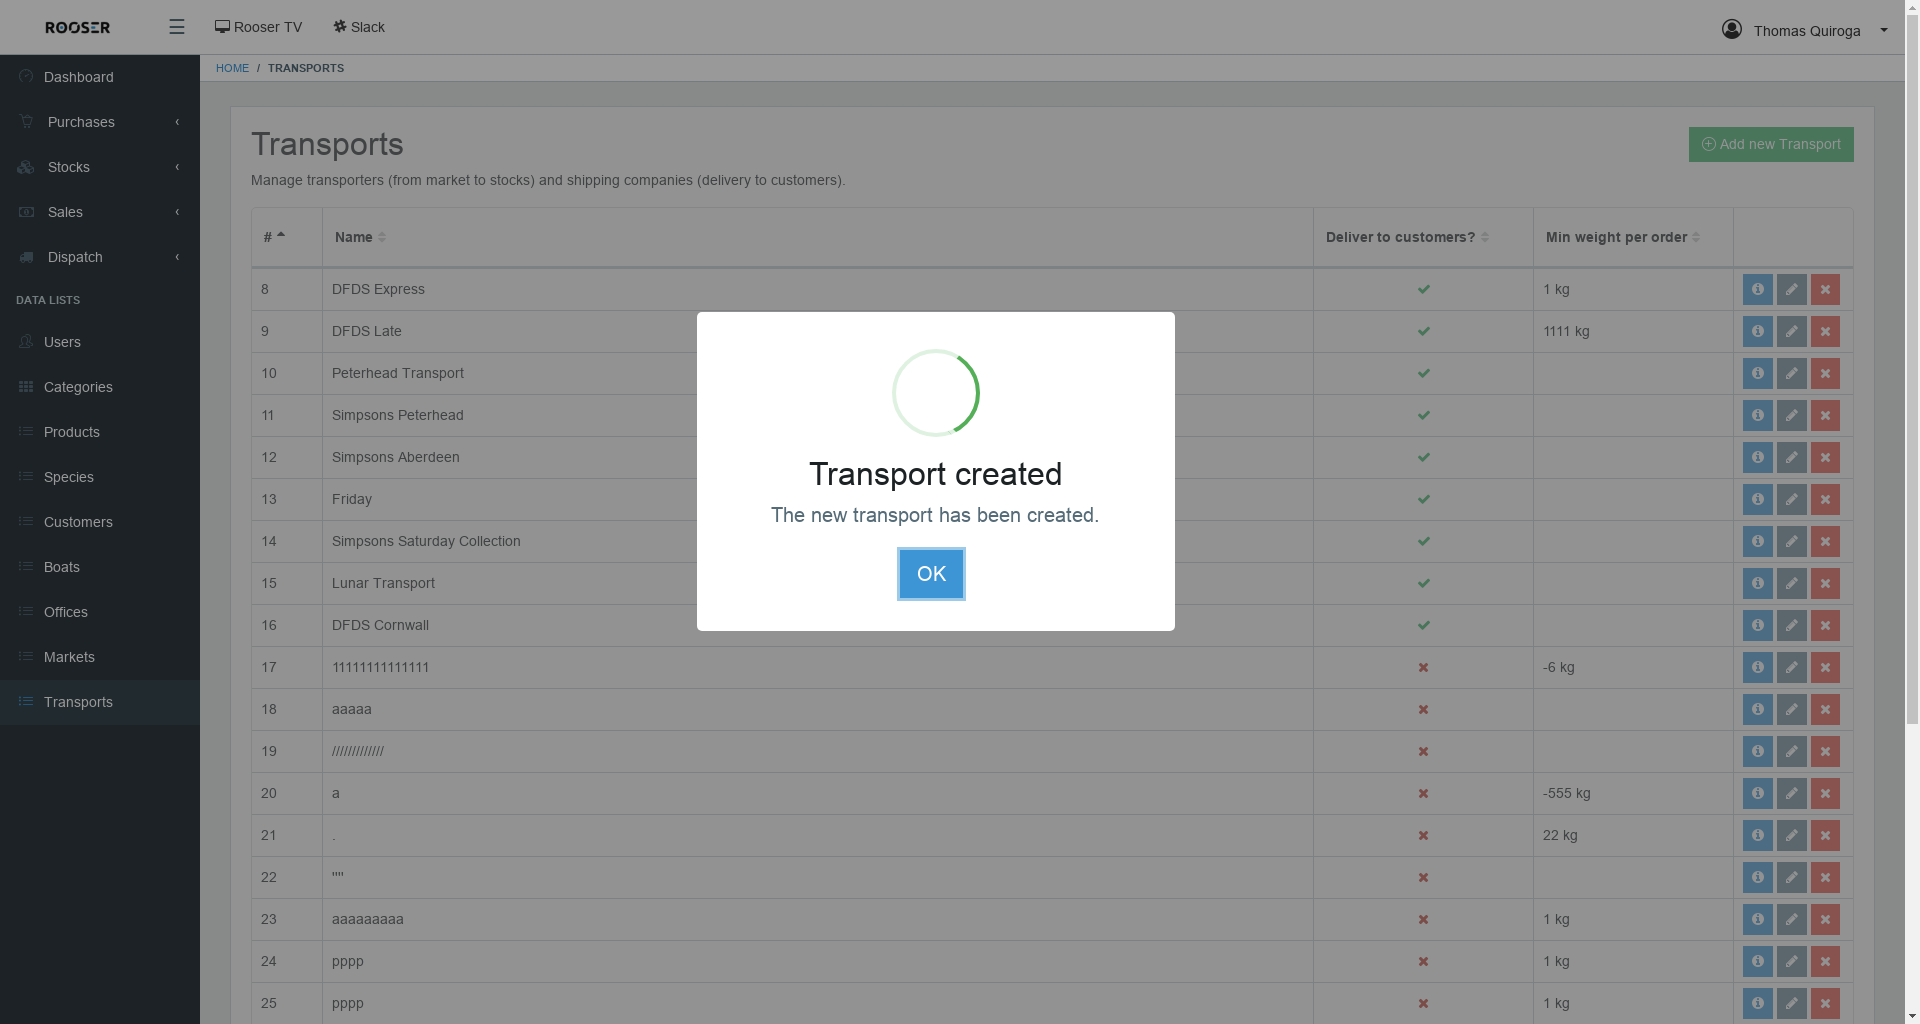 ROOSER
Rooser TV
Slack
Thomas Quiroga
Dashboard
Purchases
Stocks
Sales
Dispatch
DATA LISTS
Users
Categories
Products
Species
Customers
Boats
Offices
Markets
Transports
HOME / TRANSPORTS
Transports
Add new Transport
Manage transporters (from market to stocks) and shipping companies (delivery to customers).
# Name Deliver to customers? Min weight per order
8 DFDS Express 1 kg
9 DFDS Late 1111 kg
10 Peterhead Transport
11 Simpsons Peterhead
12 Simpsons Aberdeen
13 Friday
14 Simpsons Saturday Collection
15 Lunar Transport
16 DFDS Cornwall
17 11111111111111 -6 kg
18 aaaaa
19 /////////////
20 a -555 kg
21 . 22 kg
22 ''''
23 aaaaaaaaa 1 kg
24 pppp 1 kg
25 pppp 1 kg
Transport created
The new transport has been created.
OK